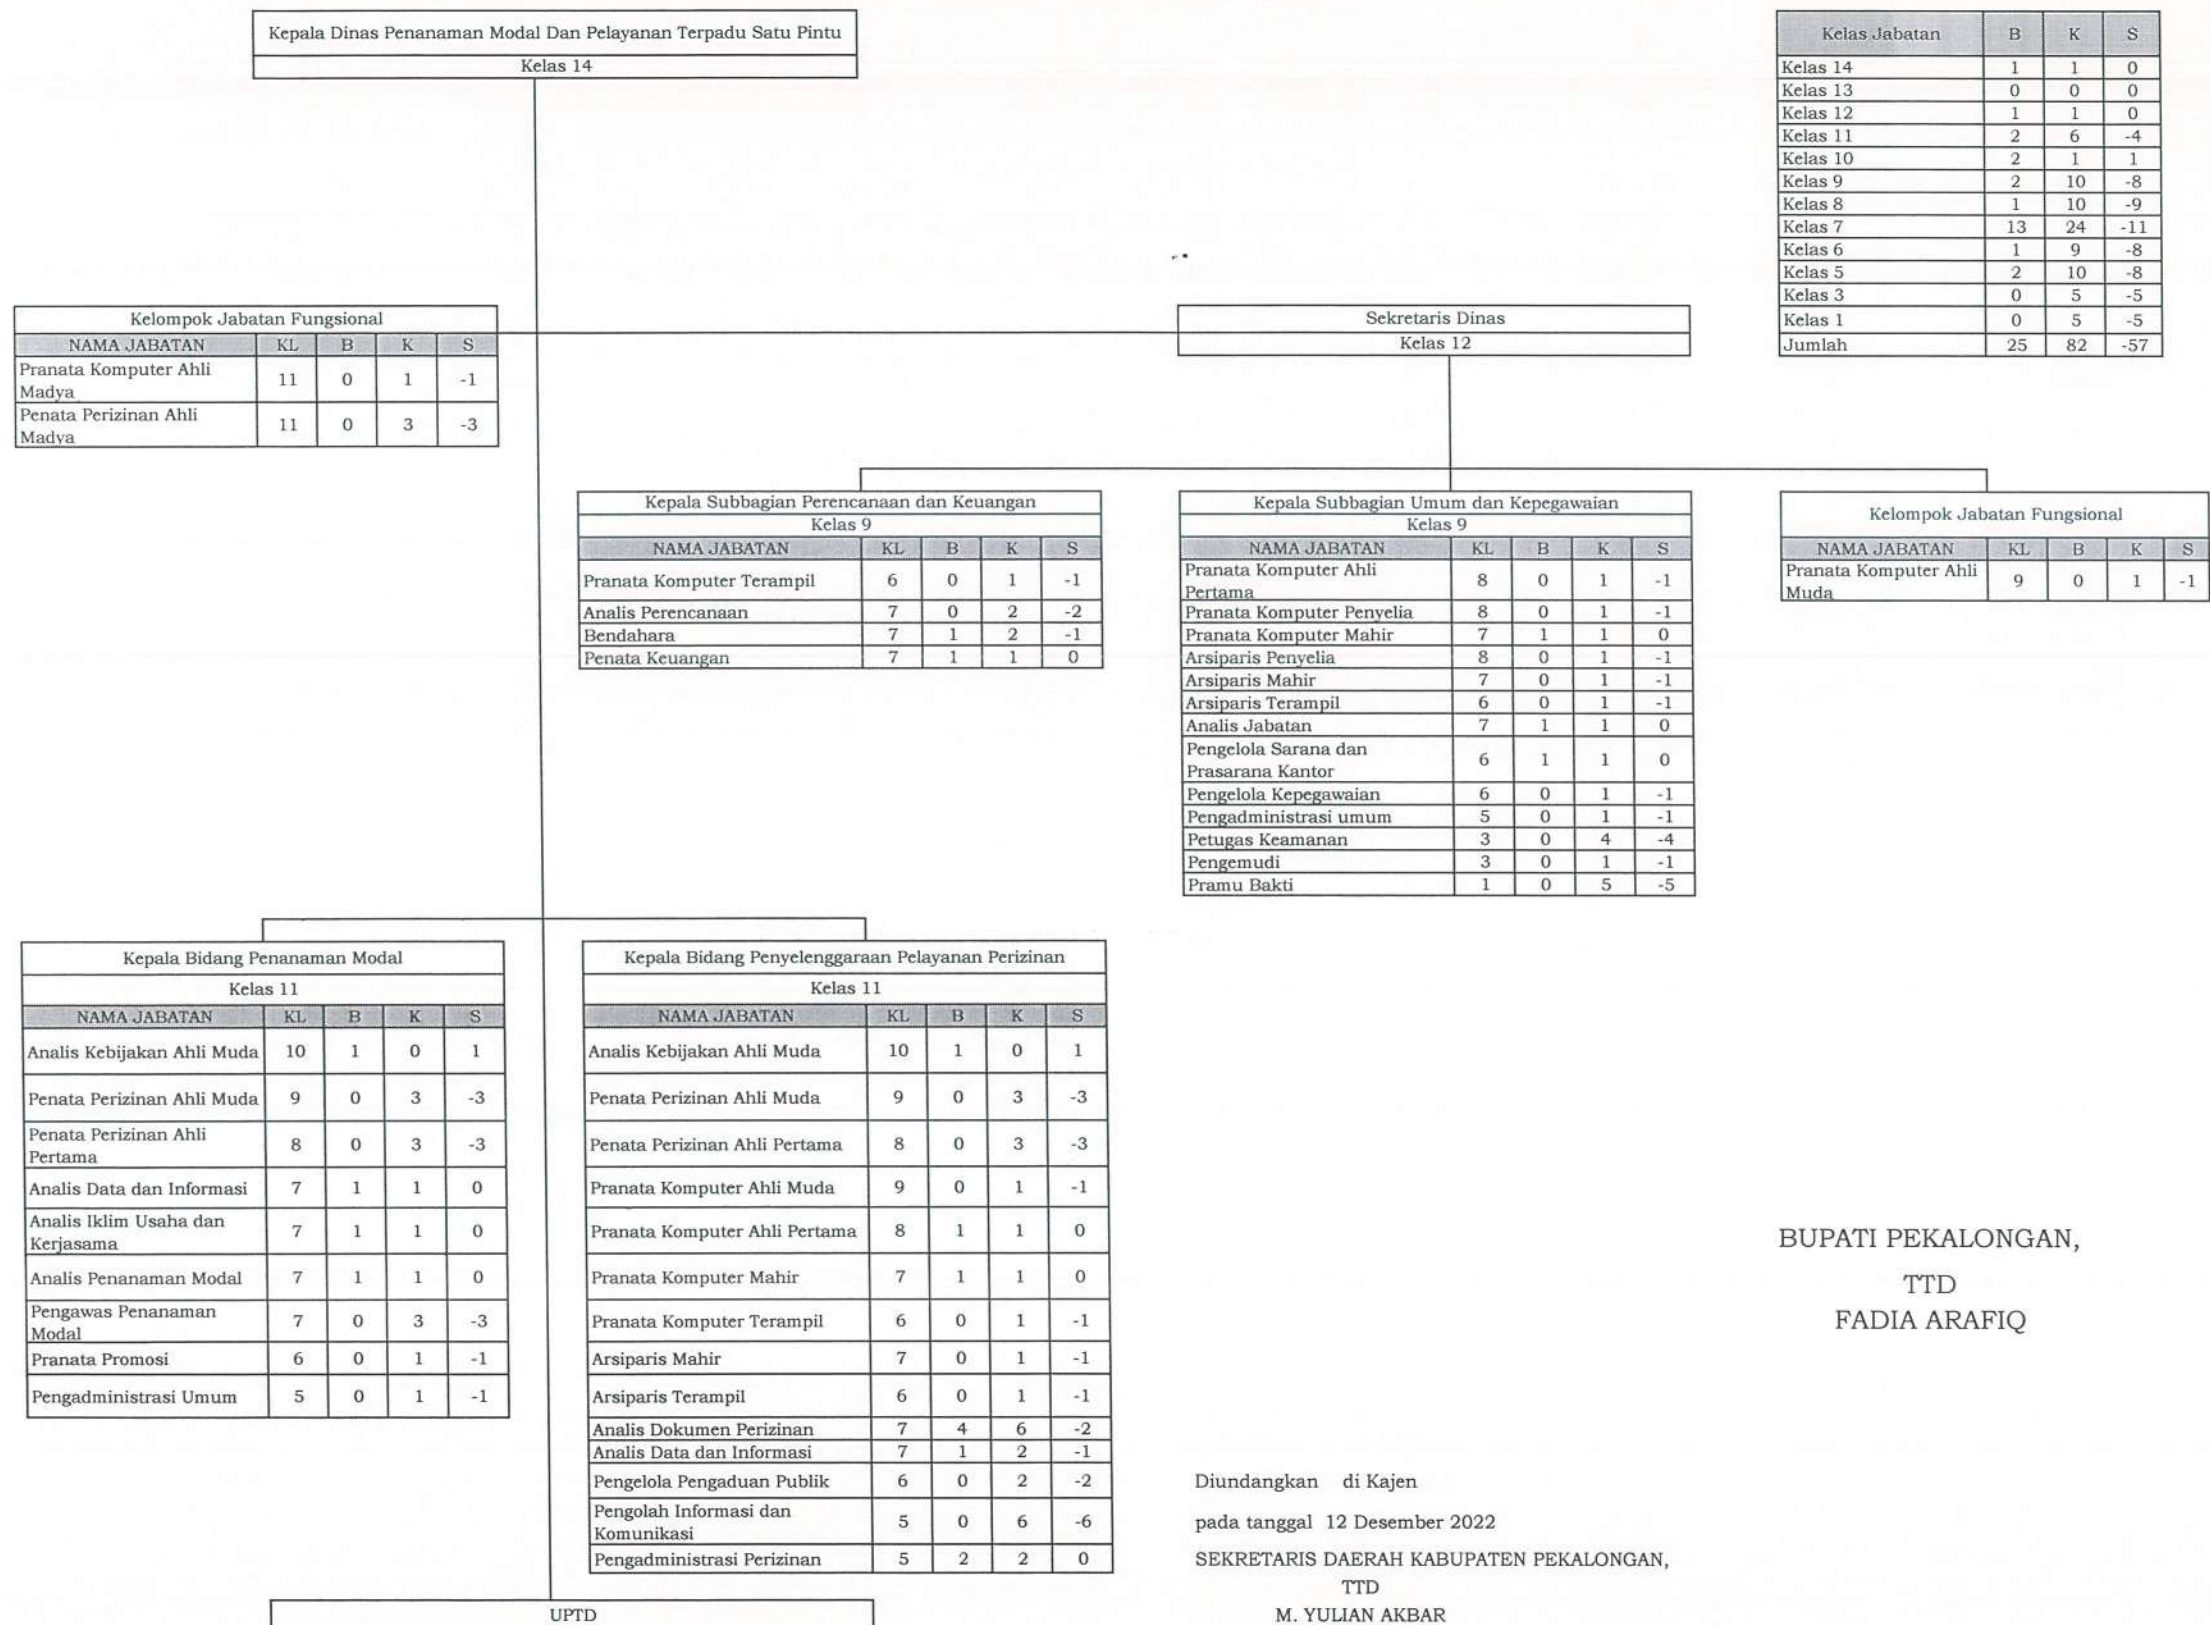 Kepala Dinas Penanaman Modal Dan Pelayanan Terpadu Satu Pintu
Kelas 14
Kelas Jabatan B K S
Kelas 14 1 1 0
Kelas 13 0 0 0
Kelas 12 1 1 0
Kelas 11 2 6 -4
Kelas 10 2 1 1
Kelas 9 2 10 -8
Kelas 8 1 10 -9
Kelas 7 13 24 -11
Kelas 6 1 9 -8
Kelas 5 2 10 -8
Kelas 3 0 5 -5
Kelas 1 0 5 -5
Jumlah 25 82 -57
Kelompok Jabatan Fungsional
NAMA JABATAN KL B K S
Pranata Komputer Ahli
Madya 11 0 1 -1
Penata Perizinan Ahli
Madya 11 0 3 -3
Sekretaris Dinas
Kelas 12
Kepala Subbagian Perencanaan dan Keuangan
Kelas 9
NAMA JABATAN KL B K S
Pranata Komputer Terampil 6 0 1 -1
Analis Perencanaan 7 0 2 -2
Bendahara 7 1 2 -1
Penata Keuangan 7 1 1 0
Kepala Subbagian Umum dan Kepegawaian
Kelas 9
NAMA JABATAN KL B K S
Pranata Komputer Ahli
Pertama 8 0 1 -1
Pranata Komputer Penyelia 8 0 1 -1
Pranata Komputer Mahir 7 1 1 0
Arsiparis Penyelia 8 0 1 -1
Arsiparis Mahir 7 0 1 -1
Arsiparis Terampil 6 0 1 -1
Analis Jabatan 7 1 1 0
Pengelola Sarana dan
Prasarana Kantor 6 1 1 0
Pengelola Kepegawaian 6 0 1 -1
Pengadministrasi umum 5 0 1 -1
Petugas Keamanan 3 0 4 -4
Pengemudi 3 0 1 -1
Pramu Bakti 1 0 5 -5
Kelompok Jabatan Fungsional
NAMA JABATAN KL B K S
Pranata Komputer Ahli
Muda 9 0 1 -1
Kepala Bidang Penanaman Modal
Kelas 11
NAMA JABATAN KL B K S
Analis Kebijakan Ahli Muda 10 1 0 1
Penata Perizinan Ahli Muda 9 0 3 -3
Penata Perizinan Ahli
Pertama 8 0 3 -3
Analis Data dan Informasi 7 1 1 0
Analis Iklim Usaha dan
Kerjasama 7 1 1 0
Analis Penanaman Modal 7 1 1 0
Pengawas Penanaman
Modal 7 0 3 -3
Pranata Promosi 6 0 1 -1
Pengadministrasi Umum 5 0 1 -1
Kepala Bidang Penyelenggaraan Pelayanan Perizinan
Kelas 11
NAMA JABATAN KL B K S
Analis Kebijakan Ahli Muda 10 1 0 1
Penata Perizinan Ahli Muda 9 0 3 -3
Penata Perizinan Ahli Pertama 8 0 3 -3
Pranata Komputer Ahli Muda 9 0 1 -1
Pranata Komputer Ahli Pertama 8 1 1 0
Pranata Komputer Mahir 7 1 1 0
Pranata Komputer Terampil 6 0 1 -1
Arsiparis Mahir 7 0 1 -1
Arsiparis Terampil 6 0 1 -1
Analis Dokumen Perizinan 7 4 6 -2
Analis Data dan Informasi 7 1 2 -1
Pengelola Pengaduan Publik 6 0 2 -2
Pengolah Informasi dan
Komunikasi 5 0 6 -6
Pengadministrasi Perizinan 5 2 2 0
UPTD
BUPATI PEKALONGAN,
TTD
FADIA ARAFIQ
Diundangkan di Kajen
pada tanggal 12 Desember 2022
SEKRETARIS DAERAH KABUPATEN PEKALONGAN,
TTD
M. YULIAN AKBAR